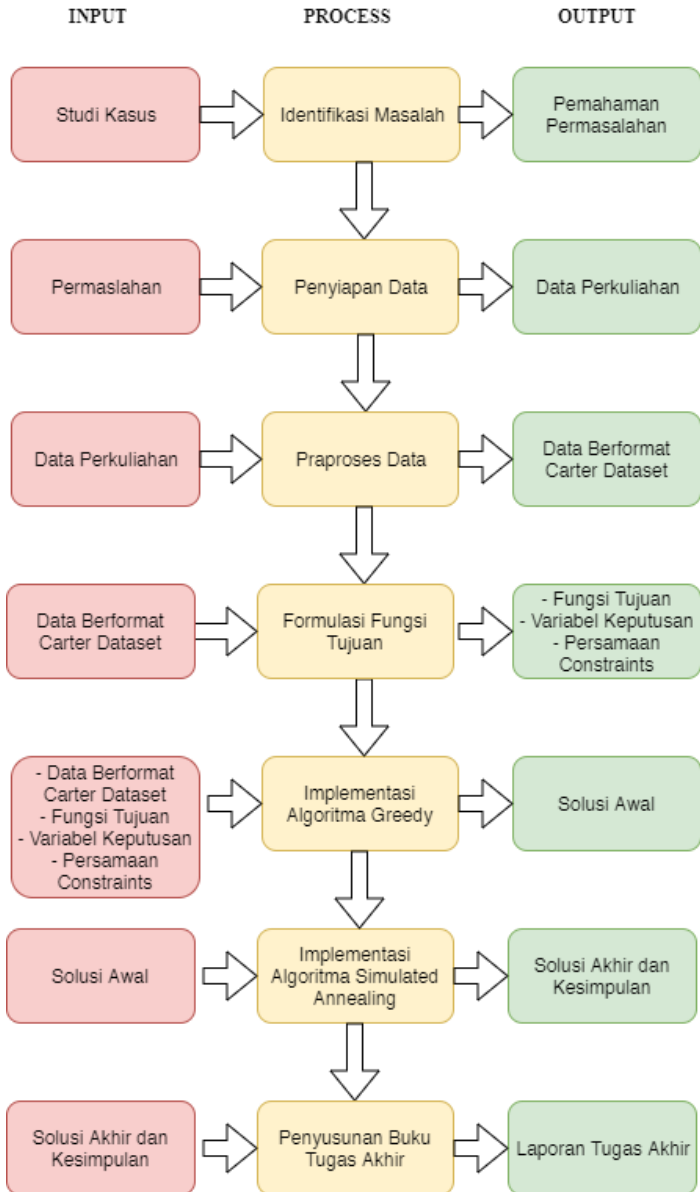 INPUT
PROCESS
OUTPUT
Studi Kasus
Identifikasi Masalah
Pemahaman
Permasalahan
Permaslahan
Penyiapan Data
Data Perkuliahan
Data Perkuliahan
Praproses Data
Data Berformat
Carter Dataset
Data Berformat
Carter Dataset
Formulasi Fungsi
Tujuan
- Fungsi Tujuan
- Variabel Keputusan
- Persamaan
Constraints
- Data Berformat
Carter Dataset
- Fungsi Tujuan
- Variabel Keputusan
- Persamaan
Constraints
Implementasi
Algoritma Greedy
Solusi Awal
Solusi Awal
Implementasi
Algoritma Simulated
Annealing
Solusi Akhir dan
Kesimpulan
Solusi Akhir dan
Kesimpulan
Penyusunan Buku
Tugas Akhir
Laporan Tugas Akhir